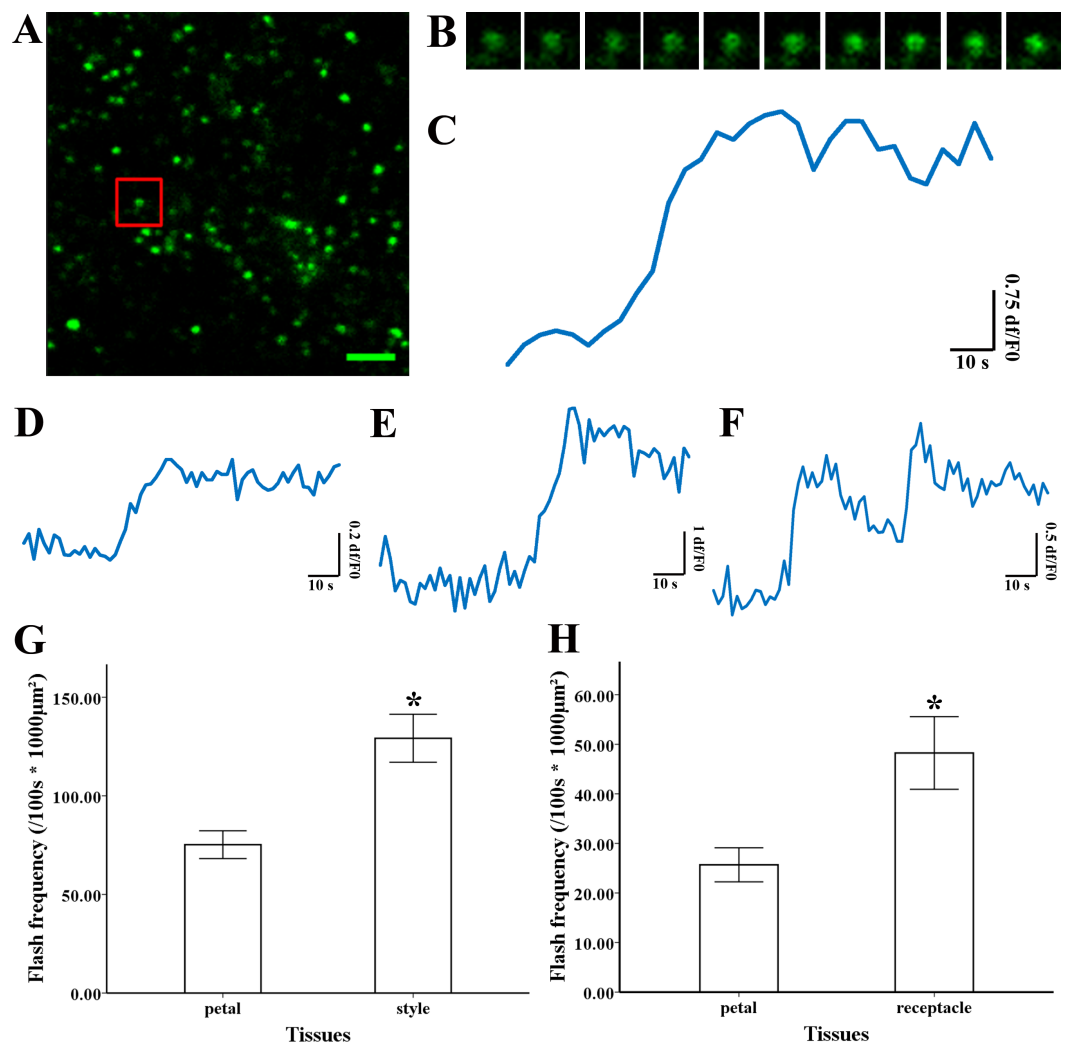 A
B
C
0.75 df/F0
10 s
D
0.2 df/F0
10 s
E
1 df/F0
10 s
F
0.5 df/F0
10 s
G
Flash frequency (/100s * 1000μm²)
150.00
100.00
50.00
0.00
*
petal
style
Tissues
H
Flash frequency (/100s * 1000μm²)
60.00
50.00
40.00
30.00
20.00
10.00
0.00
*
petal
receptacle
Tissues